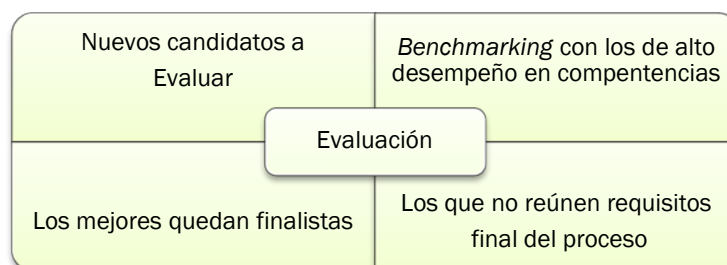 Nuevos candidatos a
Evaluar
Benchmarking con los de alto
desempeño en compentencias
Evaluación
Los mejores quedan finalistas
Los que no reúnen requisitos
final del proceso